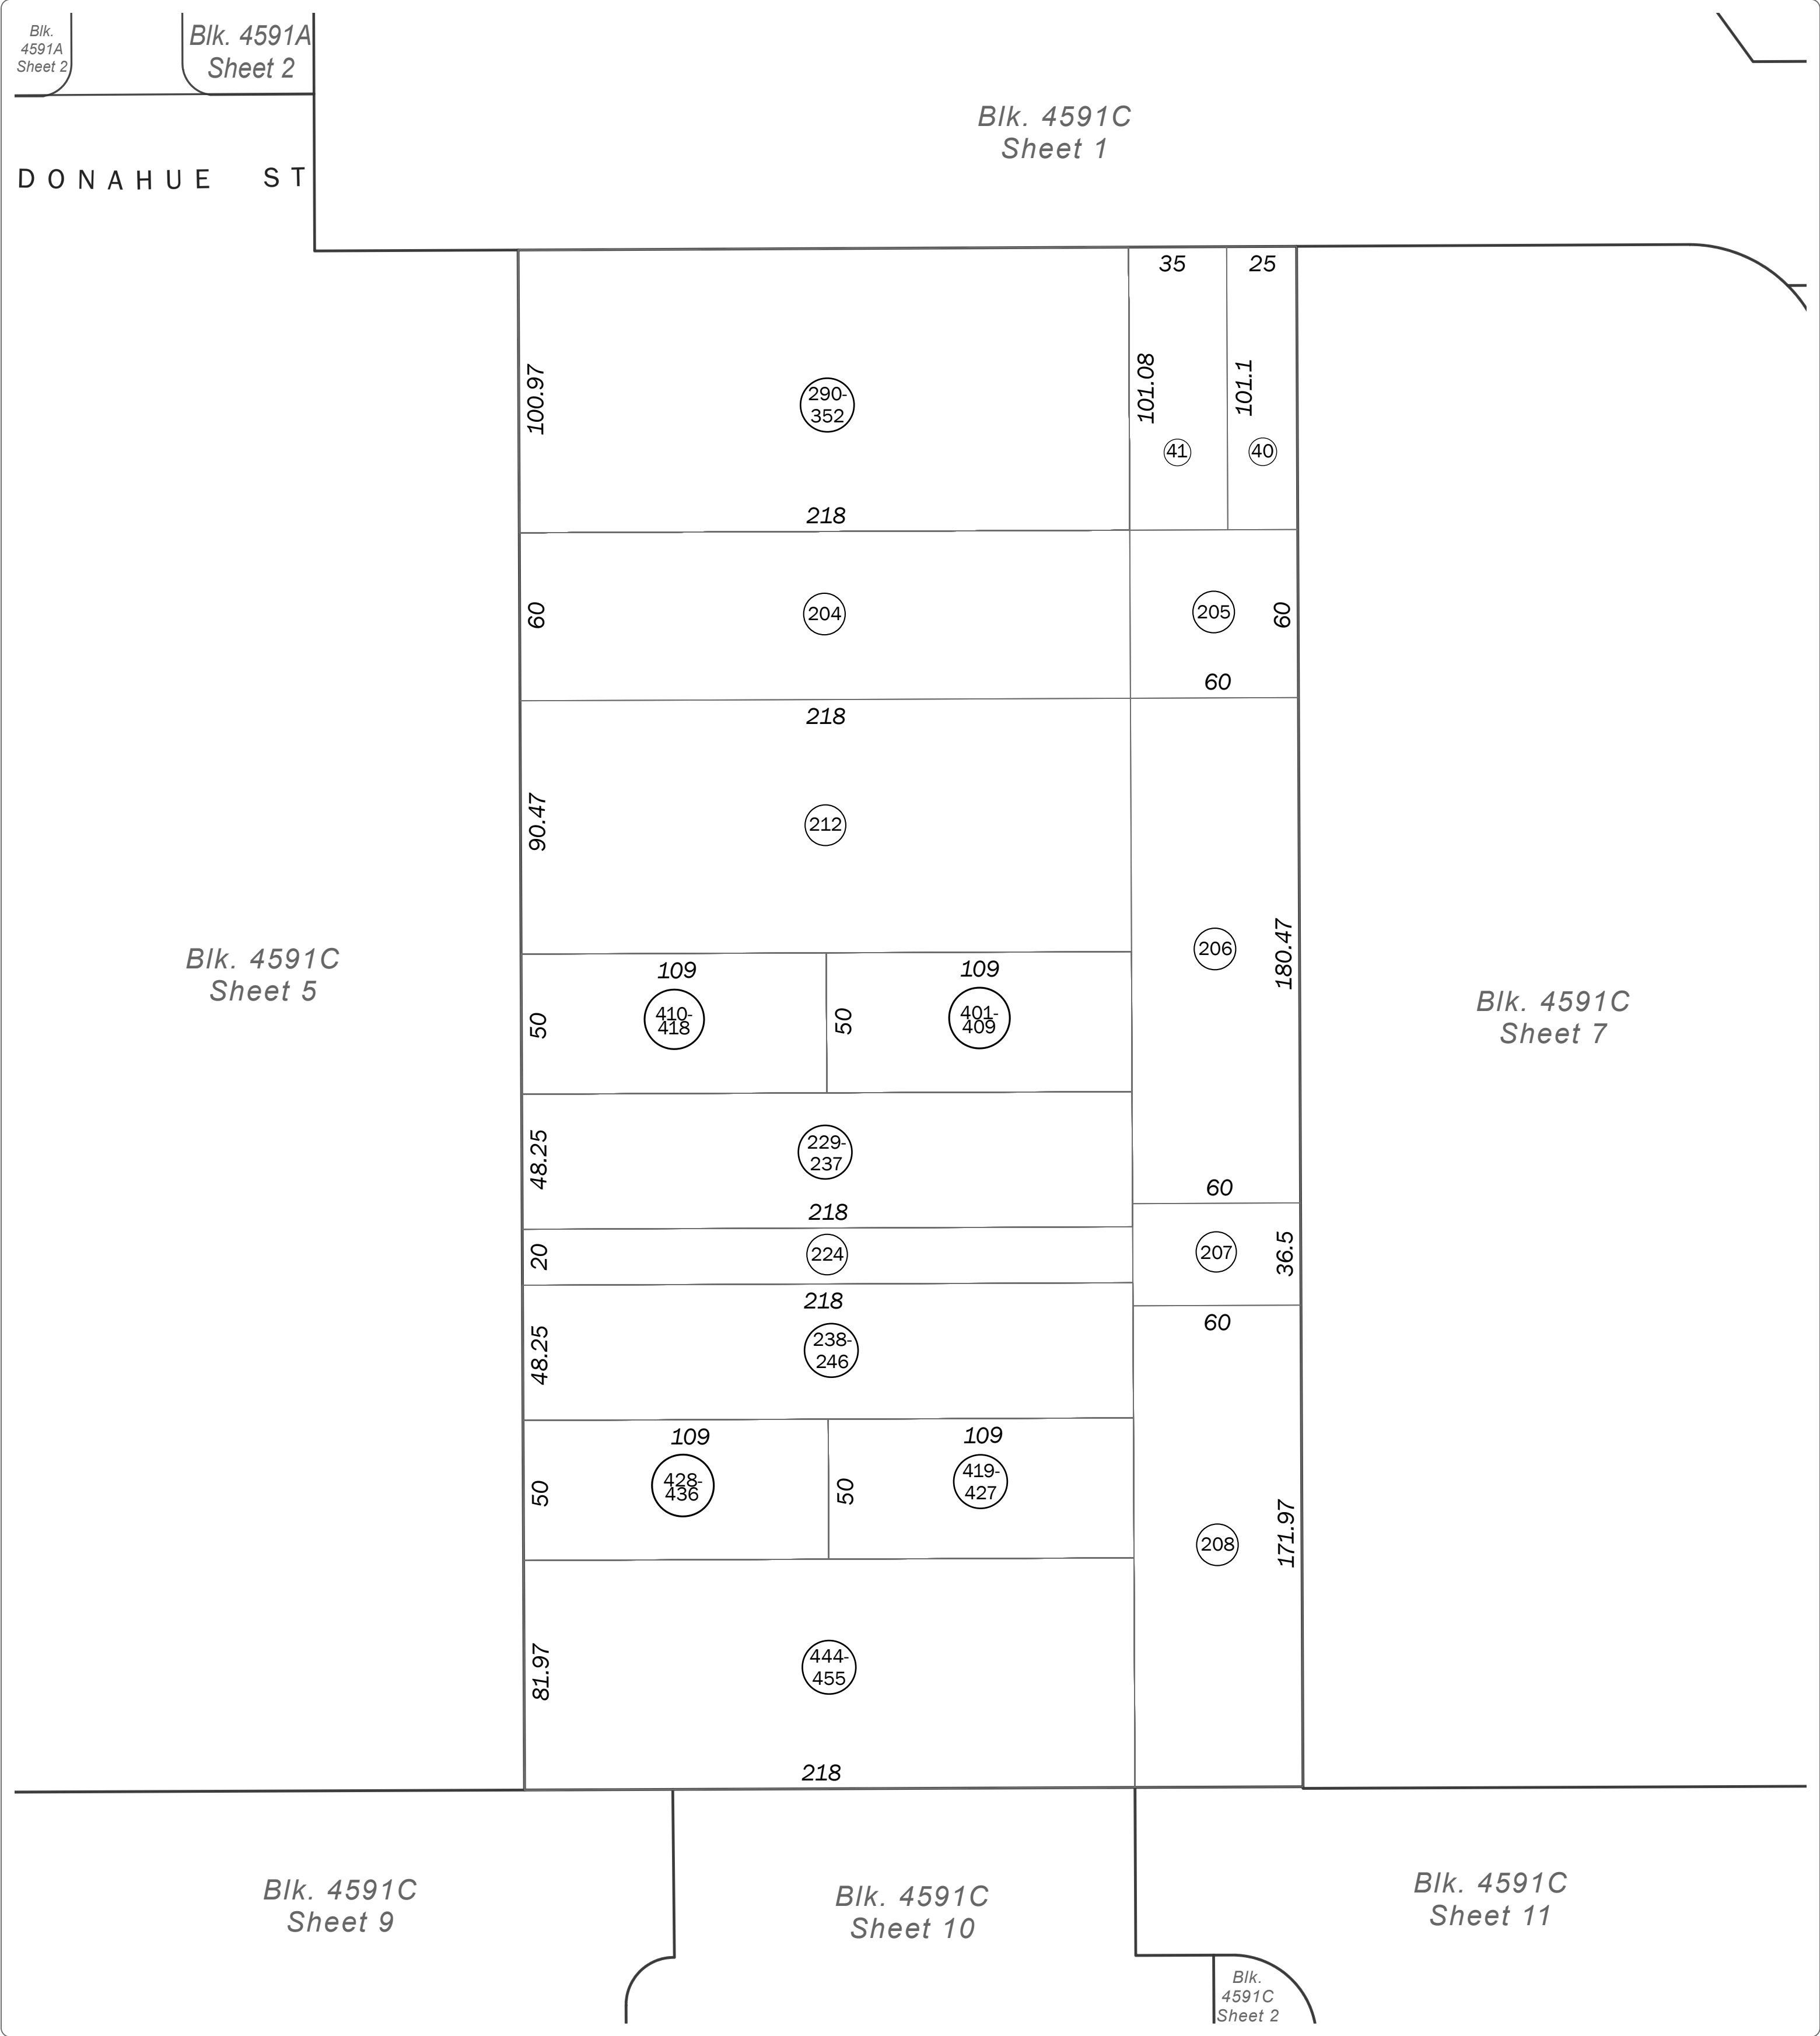 Blk.
4591A
Sheet 2
Blk. 4591A
Sheet 2
Blk. 4591C
Sheet 1
DONAHUE ST
35
25
100.97
290-
352
101.08
101.1
41
40
218
60
204
205
60
60
218
90.47
212
206
180.47
Blk. 4591C
Sheet 5
Blk. 4591C
Sheet 7
109
109
50
410-
418
50
401-
409
48.25
229-
237
60
218
20
224
207
36.5
218
60
48.25
238-
246
109
109
50
428-
436
50
419-
427
208
171.97
81.97
444-
455
218
Blk. 4591C
Sheet 9
Blk. 4591C
Sheet 10
Blk. 4591C
Sheet 11
Blk.
4591C
Sheet 2